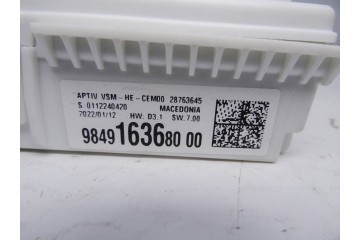 APTIV VSM - HE - CEM00 28763645
S. 0112240420 MACEDONIA
2022/01/12 HW: D3.1 SW. 7.00
9849163680 00